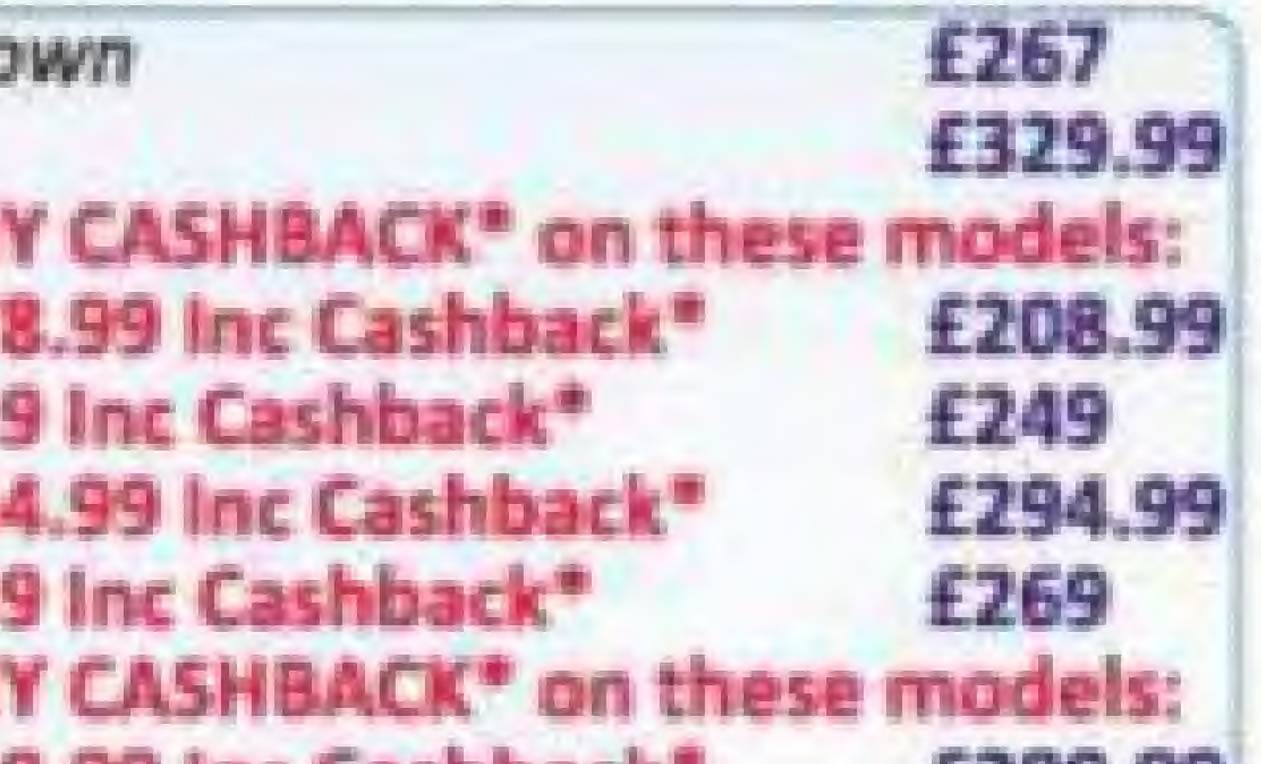 own £267
£329.99
Y CASHBACK* on these models:
8.99 Inc Cashback* £208.99
9 Inc Cashback* £249
4.99 Inc Cashback* £294.99
9 Inc Cashback* £269
Y CASHBACK* on these models:
Cashback*